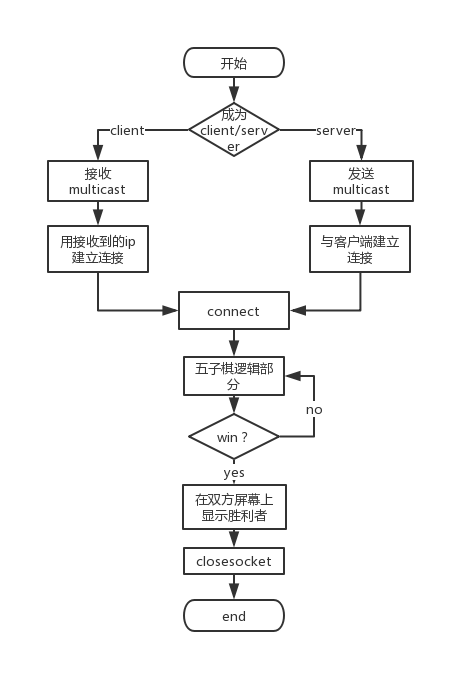 开始
成为
client/serv
er
client
server
接收
multicast
发送
multicast
用接收到的ip
建立连接
与客户端建立
连接
connect
五子棋逻辑部
分
no
win？
yes
在双方屏幕上
显示胜利者
closesocket
end